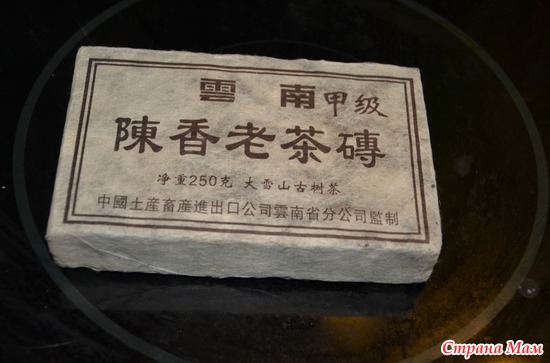 雲南甲级
陳香老茶磚
净重250克 大雪山古树茶
中國土産畜産進出口公司雲南省分公司監制
Страна Мам